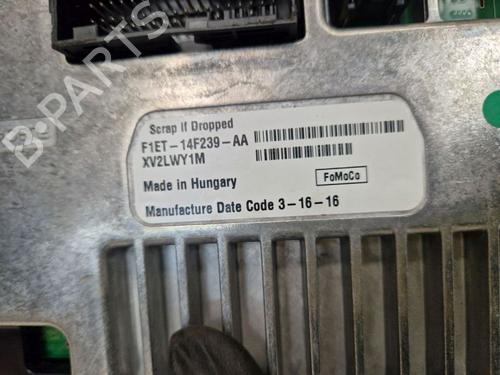 B-PARTS
Scrap if Dropped
F1ET-14F239-AA
XV2LWY1M
Made in Hungary
FoMoCo
Manufacture Date Code 3-16-16